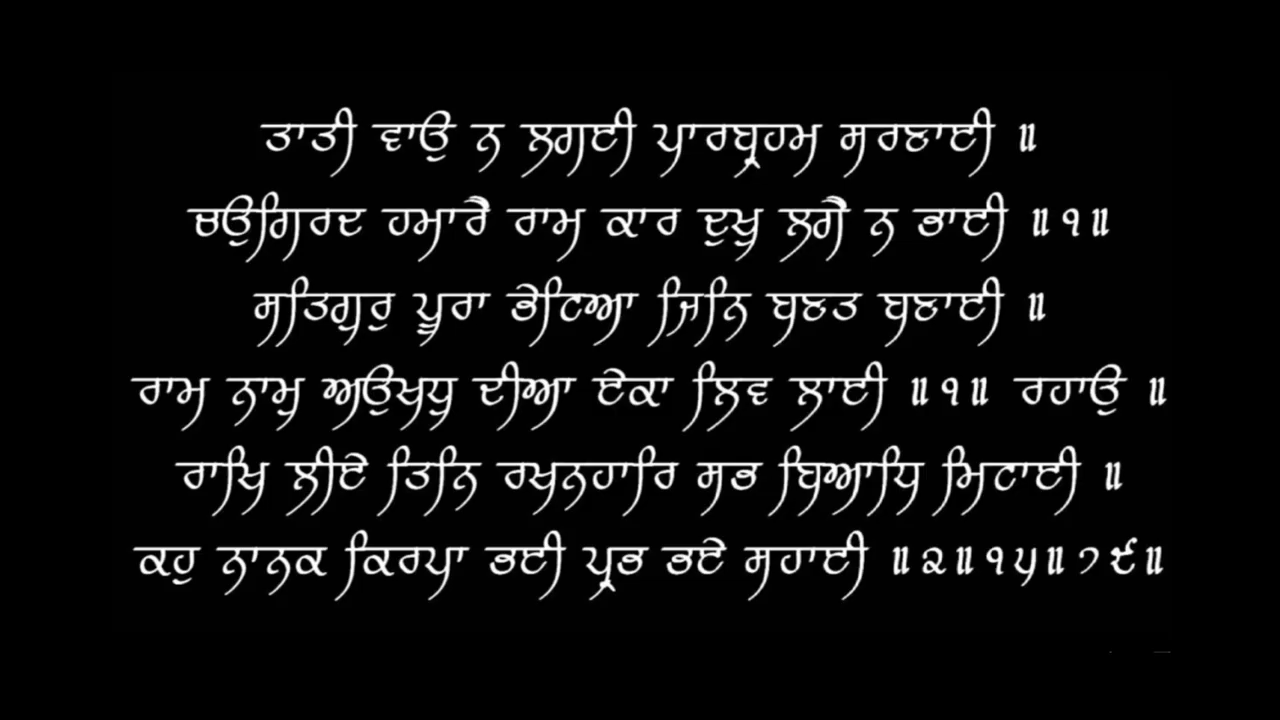 ਤਾਤੀ ਵਾਉ ਨ ਲਗਈ ਪਾਰਬ੍ਰਹਮ ਸਰਣਾਈ ॥
ਚਉਗਿਰਦ ਹਮਾਰੈ ਰਾਮ ਕਾਰ ਦੁਖੁ ਲਗੈ ਨ ਭਾਈ ॥੧॥
ਸਤਿਗੁਰੁ ਪੂਰਾ ਭੇਟਿਆ ਜਿਨਿ ਬਣਤ ਬਣਾਈ ॥
ਰਾਮ ਨਾਮੁ ਅਉਖਧੁ ਦੀਆ ਏਕਾ ਲਿਵ ਲਾਈ ॥੧॥ ਰਹਾਉ ॥
ਰਾਖਿ ਲੀਏ ਤਿਨਿ ਰਖਨਹਾਰਿ ਸਭ ਬਿਆਧਿ ਮਿਟਾਈ ॥
ਕਹੁ ਨਾਨਕ ਕਿਰਪਾ ਭਈ ਪ੍ਰਭ ਭਏ ਸਹਾਈ ॥੨॥੧੫॥੭੯॥